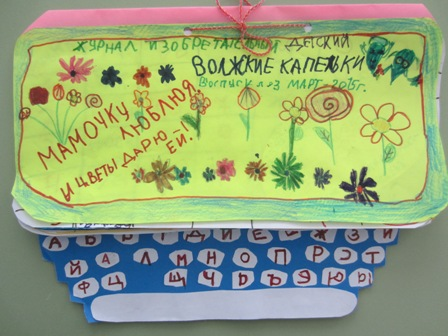 ЖУРНАЛ ИЗОБРЕТАТЕЛЬНЫЙ ДЕТСКИЙ
ВОЛЖСКИЕ КАПЕЛЬКИ
Выпуск №3 МАРТ 2015г.
МАМОЧКУ
ЛЮБЛЮ Я,
И ЦВЕТЫ ДАРЮ Я
ЕЙ.
А Б В Г Д И Е Ж З И
Й А Л М Н О П Р Э Т
Ф Ц Щ Ч Ь Ъ Э Ю Ы